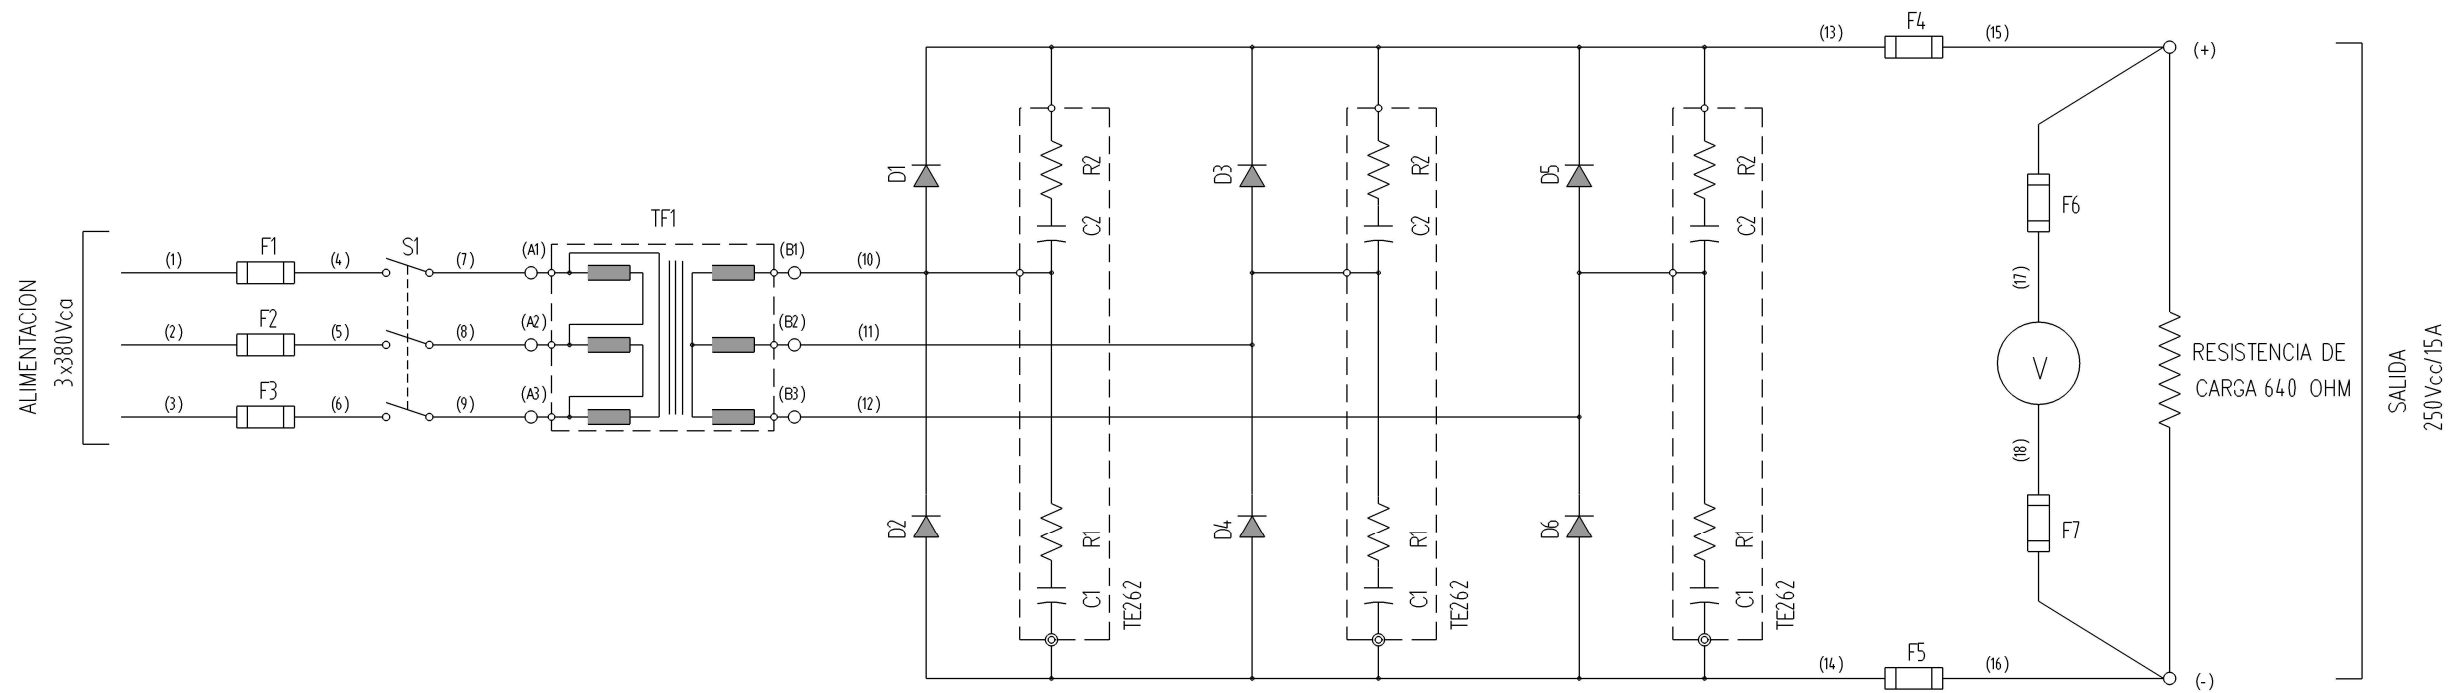 ALIMENTACION
3x380Vca
(1)
F1
(4)
S1
(7)
(A1)
TF1
(B1)
(10)
(2)
F2
(5)
(8)
(A2)
(B2)
(11)
(3)
F3
(6)
(9)
(A3)
(B3)
(12)
D1
R2
C2
D2
R1
C1
TE262
D3
R2
C2
D4
R1
C1
TE262
D5
R2
C2
D6
R1
C1
TE262
(13)
F4
(15)
(+)
F6
(17)
V
(18)
F7
RESISTENCIA DE
CARGA 640 OHM
(14)
F5
(16)
(-)
SALIDA
250Vcc/15A